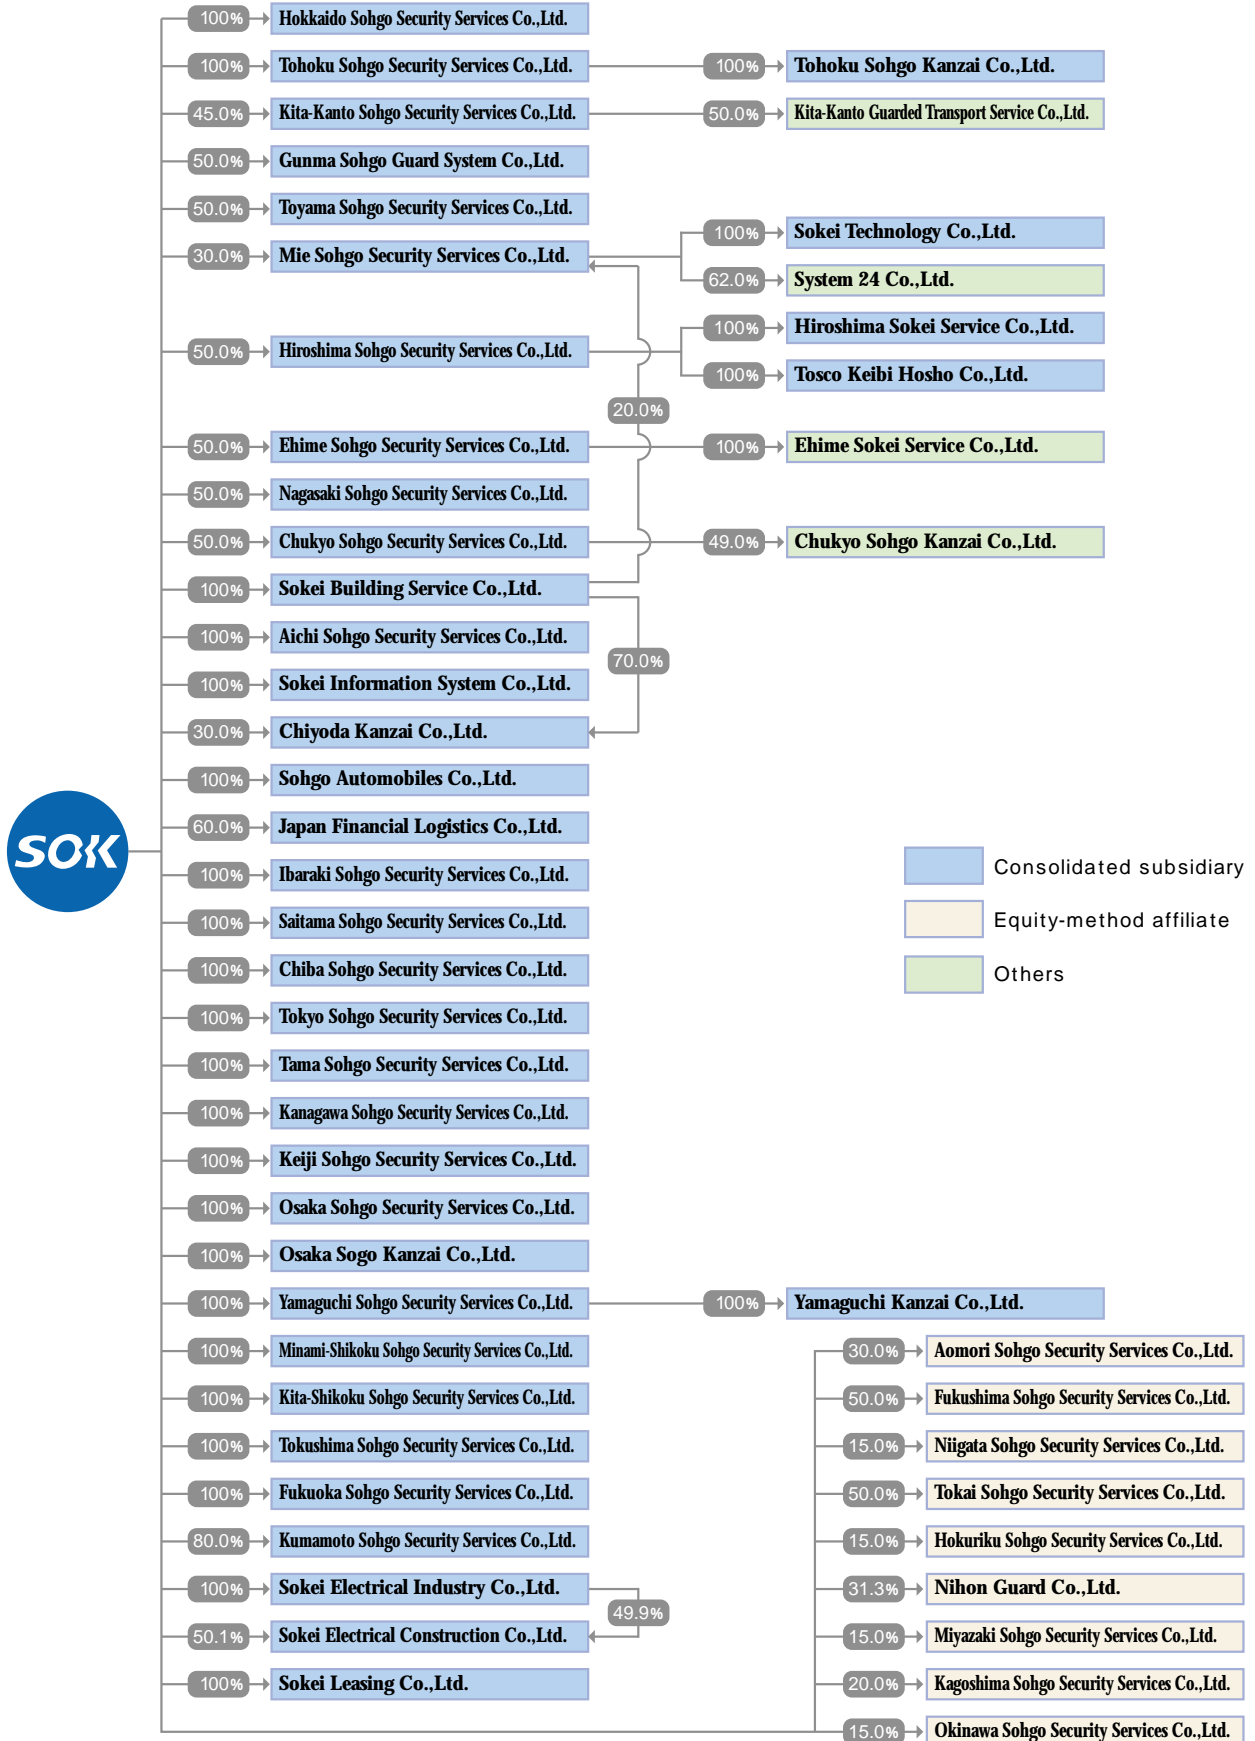 100% Hokkaido Sohgo Security Services Co.,Ltd.
100% Tohoku Sohgo Security Services Co.,Ltd. 100% Tohoku Sohgo Kanzai Co.,Ltd.
45.0% Kita-Kanto Sohgo Security Services Co.,Ltd. 50.0% Kita-Kanto Guarded Transport Service Co.,Ltd.
50.0% Gunma Sohgo Guard System Co.,Ltd.
50.0% Toyama Sohgo Security Services Co.,Ltd.
100% Sokei Technology Co.,Ltd.
30.0% Mie Sohgo Security Services Co.,Ltd.
62.0% System 24 Co.,Ltd.
100% Hiroshima Sokei Service Co.,Ltd.
50.0% Hiroshima Sohgo Security Services Co.,Ltd.
100% Tosco Keibi Hosho Co.,Ltd.
20.0%
50.0% Ehime Sohgo Security Services Co.,Ltd. 100% Ehime Sokei Service Co.,Ltd.
50.0% Nagasaki Sohgo Security Services Co.,Ltd.
50.0% Chukyo Sohgo Security Services Co.,Ltd. 49.0% Chukyo Sohgo Kanzai Co.,Ltd.
100% Sokei Building Service Co.,Ltd.
100% Aichi Sohgo Security Services Co.,Ltd.
70.0%
100% Sokei Information System Co.,Ltd.
30.0% Chiyoda Kanzai Co.,Ltd.
100% Sohgo Automobiles Co.,Ltd.
60.0% Japan Financial Logistics Co.,Ltd.
SOK
100% Ibaraki Sohgo Security Services Co.,Ltd.
Consolidated subsidiary
100% Saitama Sohgo Security Services Co.,Ltd.
Equity-method affiliate
100% Chiba Sohgo Security Services Co.,Ltd.
Others
100% Tokyo Sohgo Security Services Co.,Ltd.
100% Tama Sohgo Security Services Co.,Ltd.
100% Kanagawa Sohgo Security Services Co.,Ltd.
100% Keiji Sohgo Security Services Co.,Ltd.
100% Osaka Sohgo Security Services Co.,Ltd.
100% Osaka Sogo Kanzai Co.,Ltd.
100% Yamaguchi Sohgo Security Services Co.,Ltd. 100% Yamaguchi Kanzai Co.,Ltd.
100% Minami-Shikoku Sohgo Security Services Co.,Ltd. 30.0% Aomori Sohgo Security Services Co.,Ltd.
100% Kita-Shikoku Sohgo Security Services Co.,Ltd. 50.0% Fukushima Sohgo Security Services Co.,Ltd.
100% Tokushima Sohgo Security Services Co.,Ltd. 15.0% Niigata Sohgo Security Services Co.,Ltd.
100% Fukuoka Sohgo Security Services Co.,Ltd. 50.0% Tokai Sohgo Security Services Co.,Ltd.
80.0% Kumamoto Sohgo Security Services Co.,Ltd. 15.0% Hokuriku Sohgo Security Services Co.,Ltd.
100% Sokei Electrical Industry Co.,Ltd. 31.3% Nihon Guard Co.,Ltd.
49.9%
50.1% Sokei Electrical Construction Co.,Ltd. 15.0% Miyazaki Sohgo Security Services Co.,Ltd.
100% Sokei Leasing Co.,Ltd. 20.0% Kagoshima Sohgo Security Services Co.,Ltd.
15.0% Okinawa Sohgo Security Services Co.,Ltd.